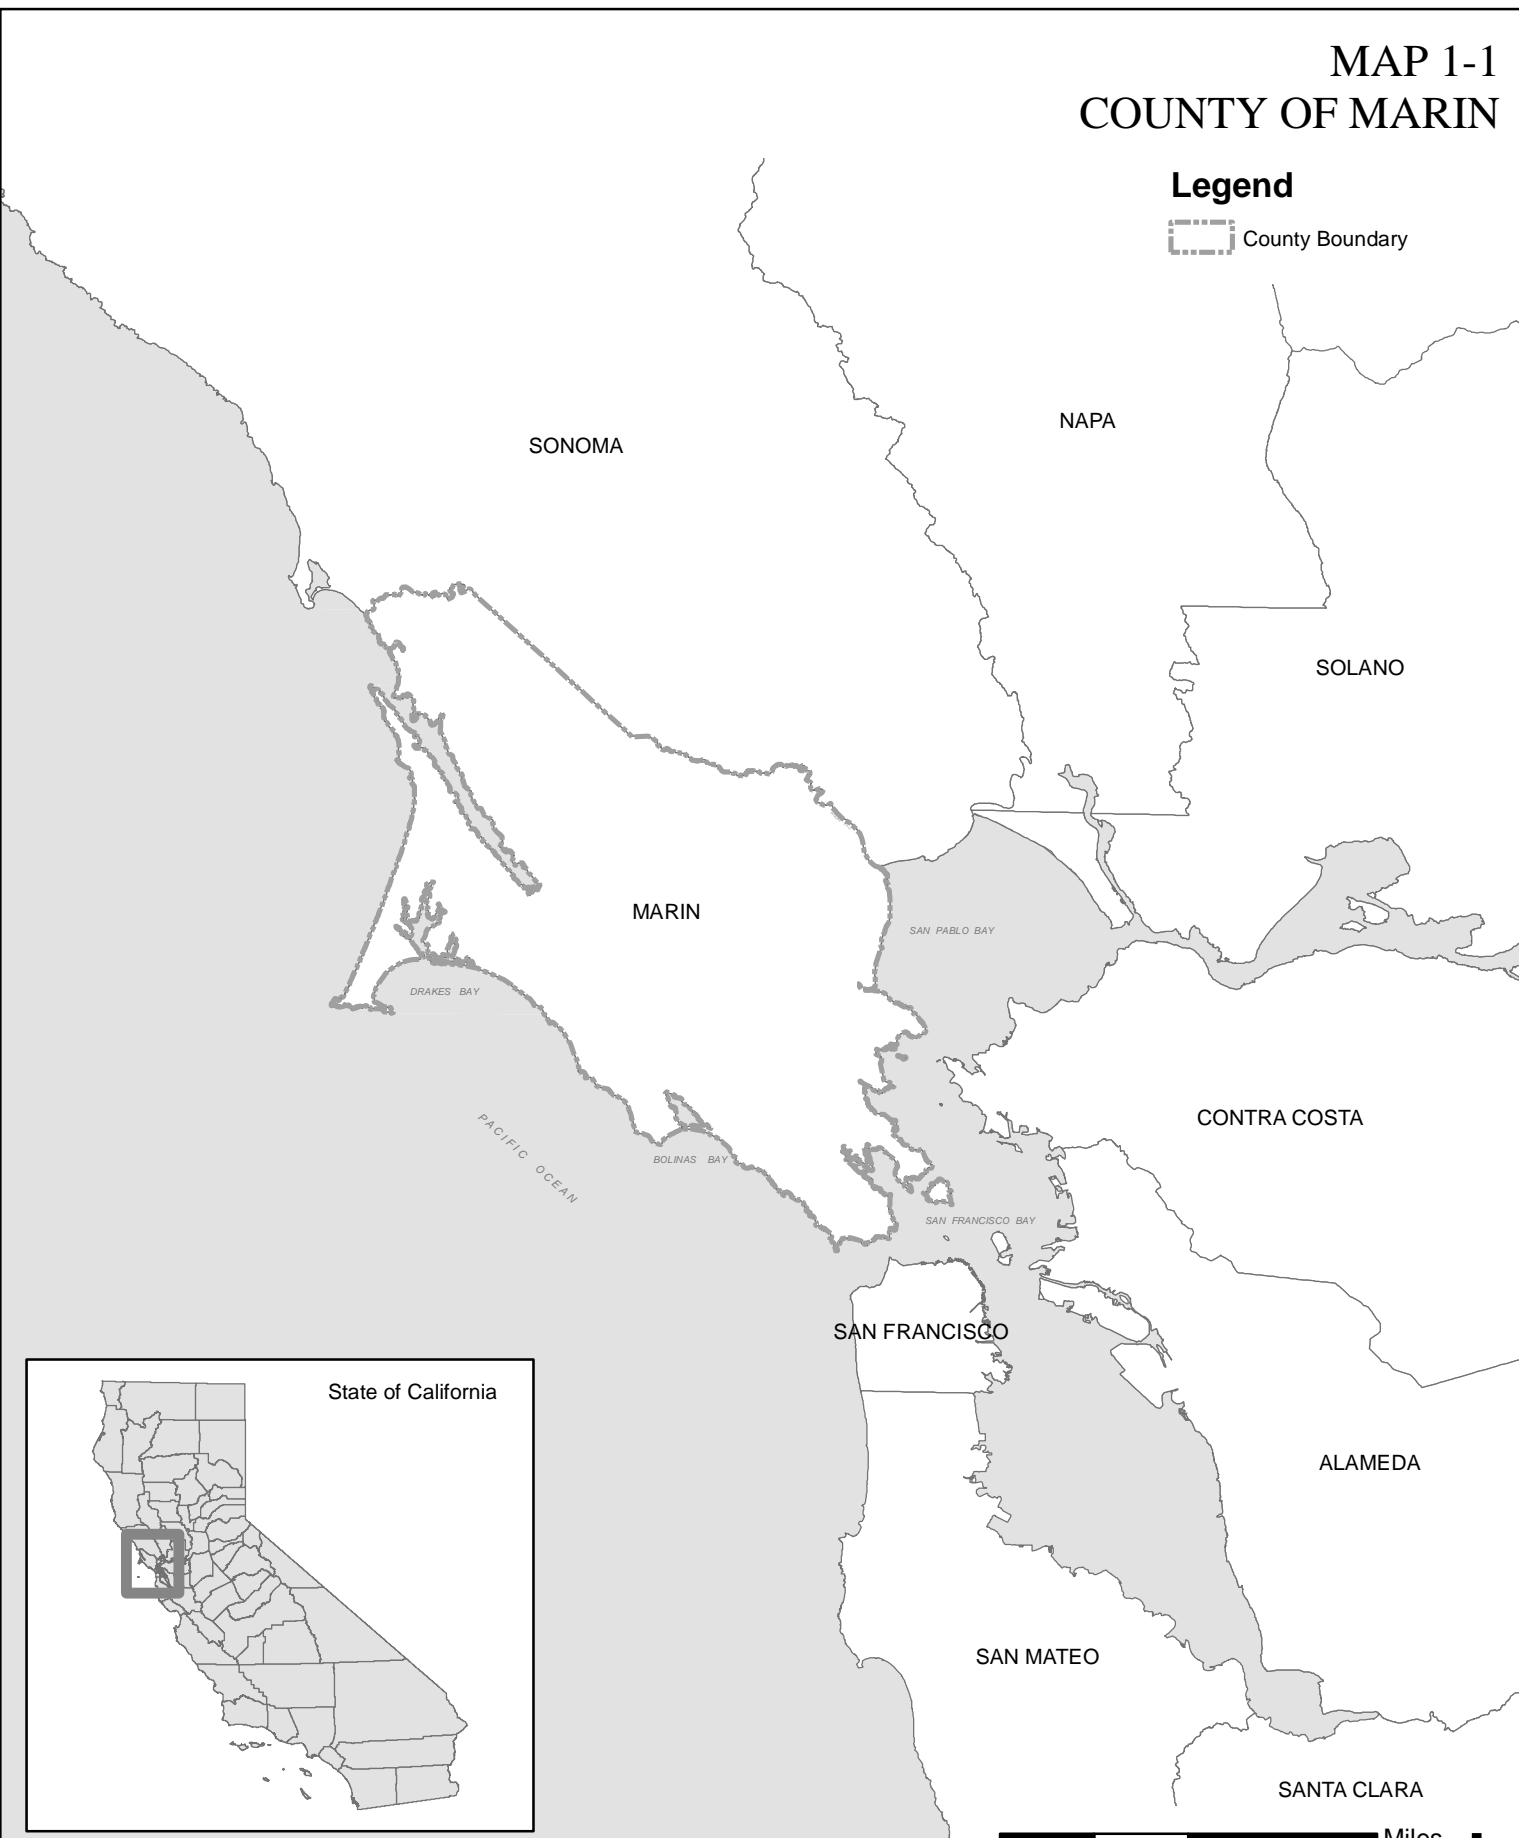 MAP 1-1
COUNTY OF MARIN
Legend
County Boundary
NAPA
SONOMA
SOLANO
MARIN
SAN PABLO BAY
DRAKES BAY
CONTRA COSTA
PACIFIC OCEAN
BOLINAS BAY
SAN FRANCISCO BAY
SAN FRANCISCO
State of California
ALAMEDA
SAN MATEO
SANTA CLARA
Miles